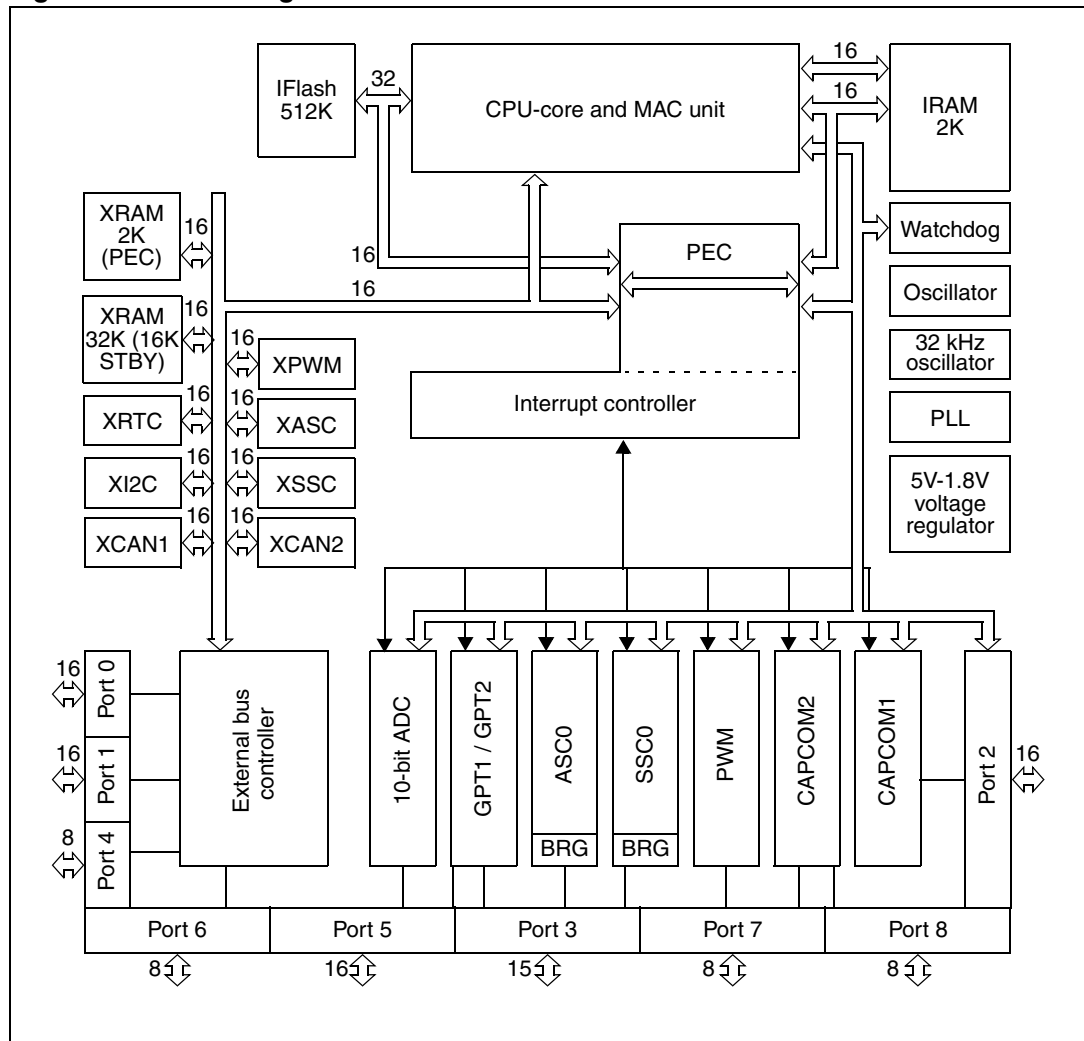 16
32
IFlash
512K
CPU-core and MAC unit
16
IRAM
2K
XRAM
2K
(PEC)
16
16
PEC
Watchdog
16
Oscillator
XRAM
32K (16K
STBY)
16
16
XPWM
32 kHz
oscillator
16
XRTC
16
XASC
Interrupt controller
PLL
16
XI2C
16
XSSC
5V-1.8V
voltage
regulator
16
XCAN1
16
XCAN2
16
Port 0
16
Port 1
8
Port 4
External bus
controller
10-bit ADC
GPT1 / GPT2
ASC0
BRG
SSC0
BRG
PWM
CAPCOM2
CAPCOM1
Port 2
16
Port 6
Port 5
Port 3
Port 7
Port 8
8
16
15
8
8